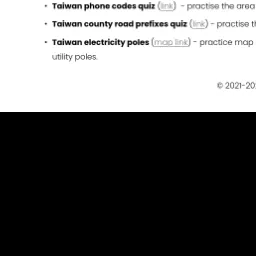 • Taiwan phone codes quiz (link) - practise the area
• Taiwan county road prefixes quiz (link) - practise
• Taiwan electricity poles (map link) - practice map
utility poles.
© 2021-20